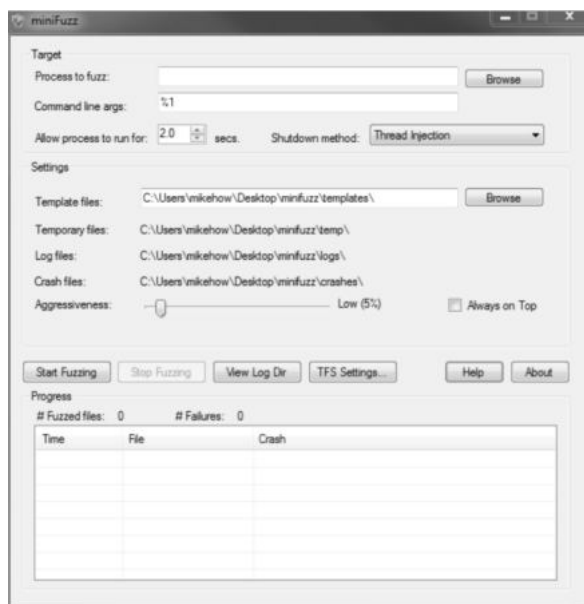 miniFuzz
Target
Process to fuzz:
Browse
Command line args: %1
Allow process to run for: 2.0 secs. Shutdown method: Thread Injection
Settings
Template files: C:\Users\mikehow\Desktop\minifuzz\templates\ Browse
Temporary files: C:\Users\mikehow\Desktop\minifuzz\temp\
Log files: C:\Users\mikehow\Desktop\minifuzz\logs\
Crash files: C:\Users\mikehow\Desktop\minifuzz\crashes\
Aggressiveness: Low (5%) Always on Top
Start Fuzzing Stop Fuzzing View Log Dir TFS Settings... Help About
Progress
# Fuzzed files: 0 # Failures: 0
Time File Crash